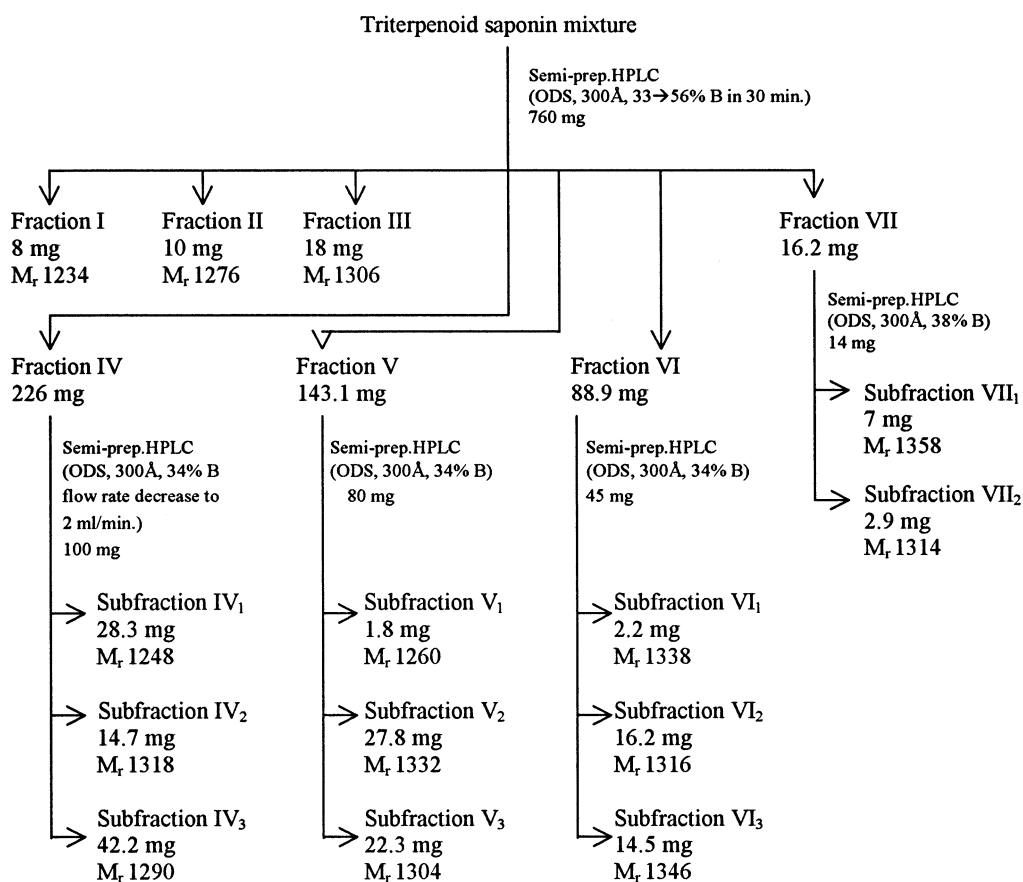 Triterpenoid saponin mixture
Semi-prep.HPLC
(ODS, 300Å, 33→56% B in 30 min.)
760 mg
Fraction I
8 mg
Mᵣ 1234
Fraction II
10 mg
Mᵣ 1276
Fraction III
18 mg
Mᵣ 1306
Fraction VII
16.2 mg
Semi-prep.HPLC
(ODS, 300Å, 38% B)
14 mg
Subfraction VII₁
7 mg
Mᵣ 1358
Subfraction VII₂
2.9 mg
Mᵣ 1314
Fraction IV
226 mg
Semi-prep.HPLC
(ODS, 300Å, 34% B
flow rate decrease to
2 ml/min.)
100 mg
Subfraction IV₁
28.3 mg
Mᵣ 1248
Subfraction IV₂
14.7 mg
Mᵣ 1318
Subfraction IV₃
42.2 mg
Mᵣ 1290
Fraction V
143.1 mg
Semi-prep.HPLC
(ODS, 300Å, 34% B)
80 mg
Subfraction V₁
1.8 mg
Mᵣ 1260
Subfraction V₂
27.8 mg
Mᵣ 1332
Subfraction V₃
22.3 mg
Mᵣ 1304
Fraction VI
88.9 mg
Semi-prep.HPLC
(ODS, 300Å, 34% B)
45 mg
Subfraction VI₁
2.2 mg
Mᵣ 1338
Subfraction VI₂
16.2 mg
Mᵣ 1316
Subfraction VI₃
14.5 mg
Mᵣ 1346